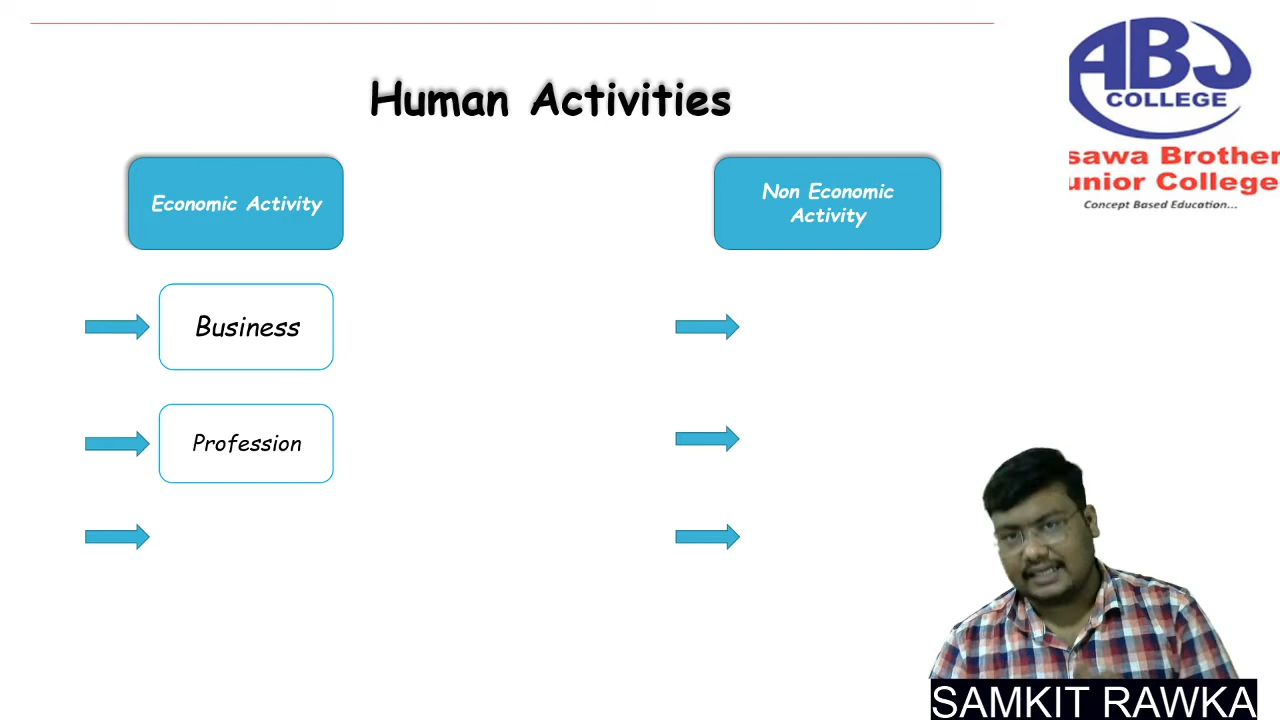 Human Activities
ABJ
COLLEGE
sawa Brother
unior College
Concept Based Education...
Economic Activity
Non Economic
Activity
Business
Profession
SAMKIT RAWKA